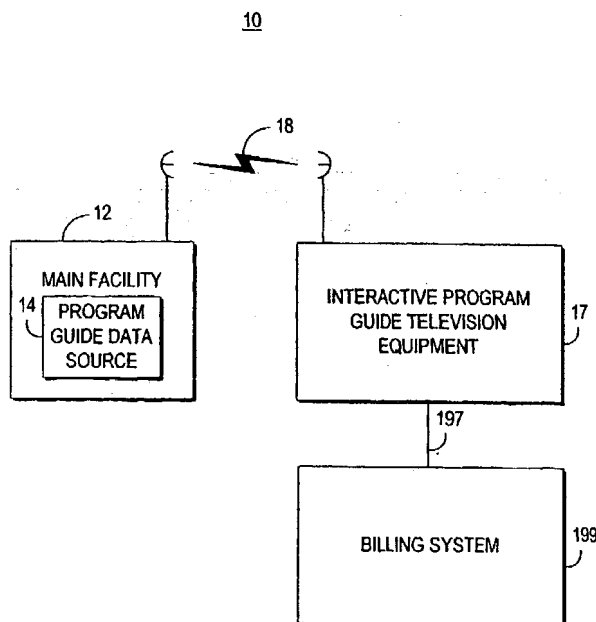 10
18
12
MAIN FACILITY
14
PROGRAM
GUIDE DATA
SOURCE
INTERACTIVE PROGRAM
GUIDE TELEVISION
EQUIPMENT
17
197
BILLING SYSTEM
199